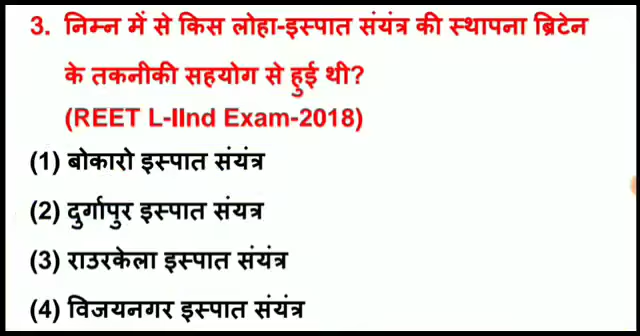 3. निम्न में से किस लोहा-इस्पात संयंत्र की स्थापना ब्रिटेन
के तकनीकी सहयोग से हुई थी?
(REET L-IInd Exam-2018)
(1) बोकारो इस्पात संयंत्र
(2) दुर्गापुर इस्पात संयत्र
(3) राउरकेला इस्पात संयंत्र
(4) विजयनगर इस्पात संयंत्र